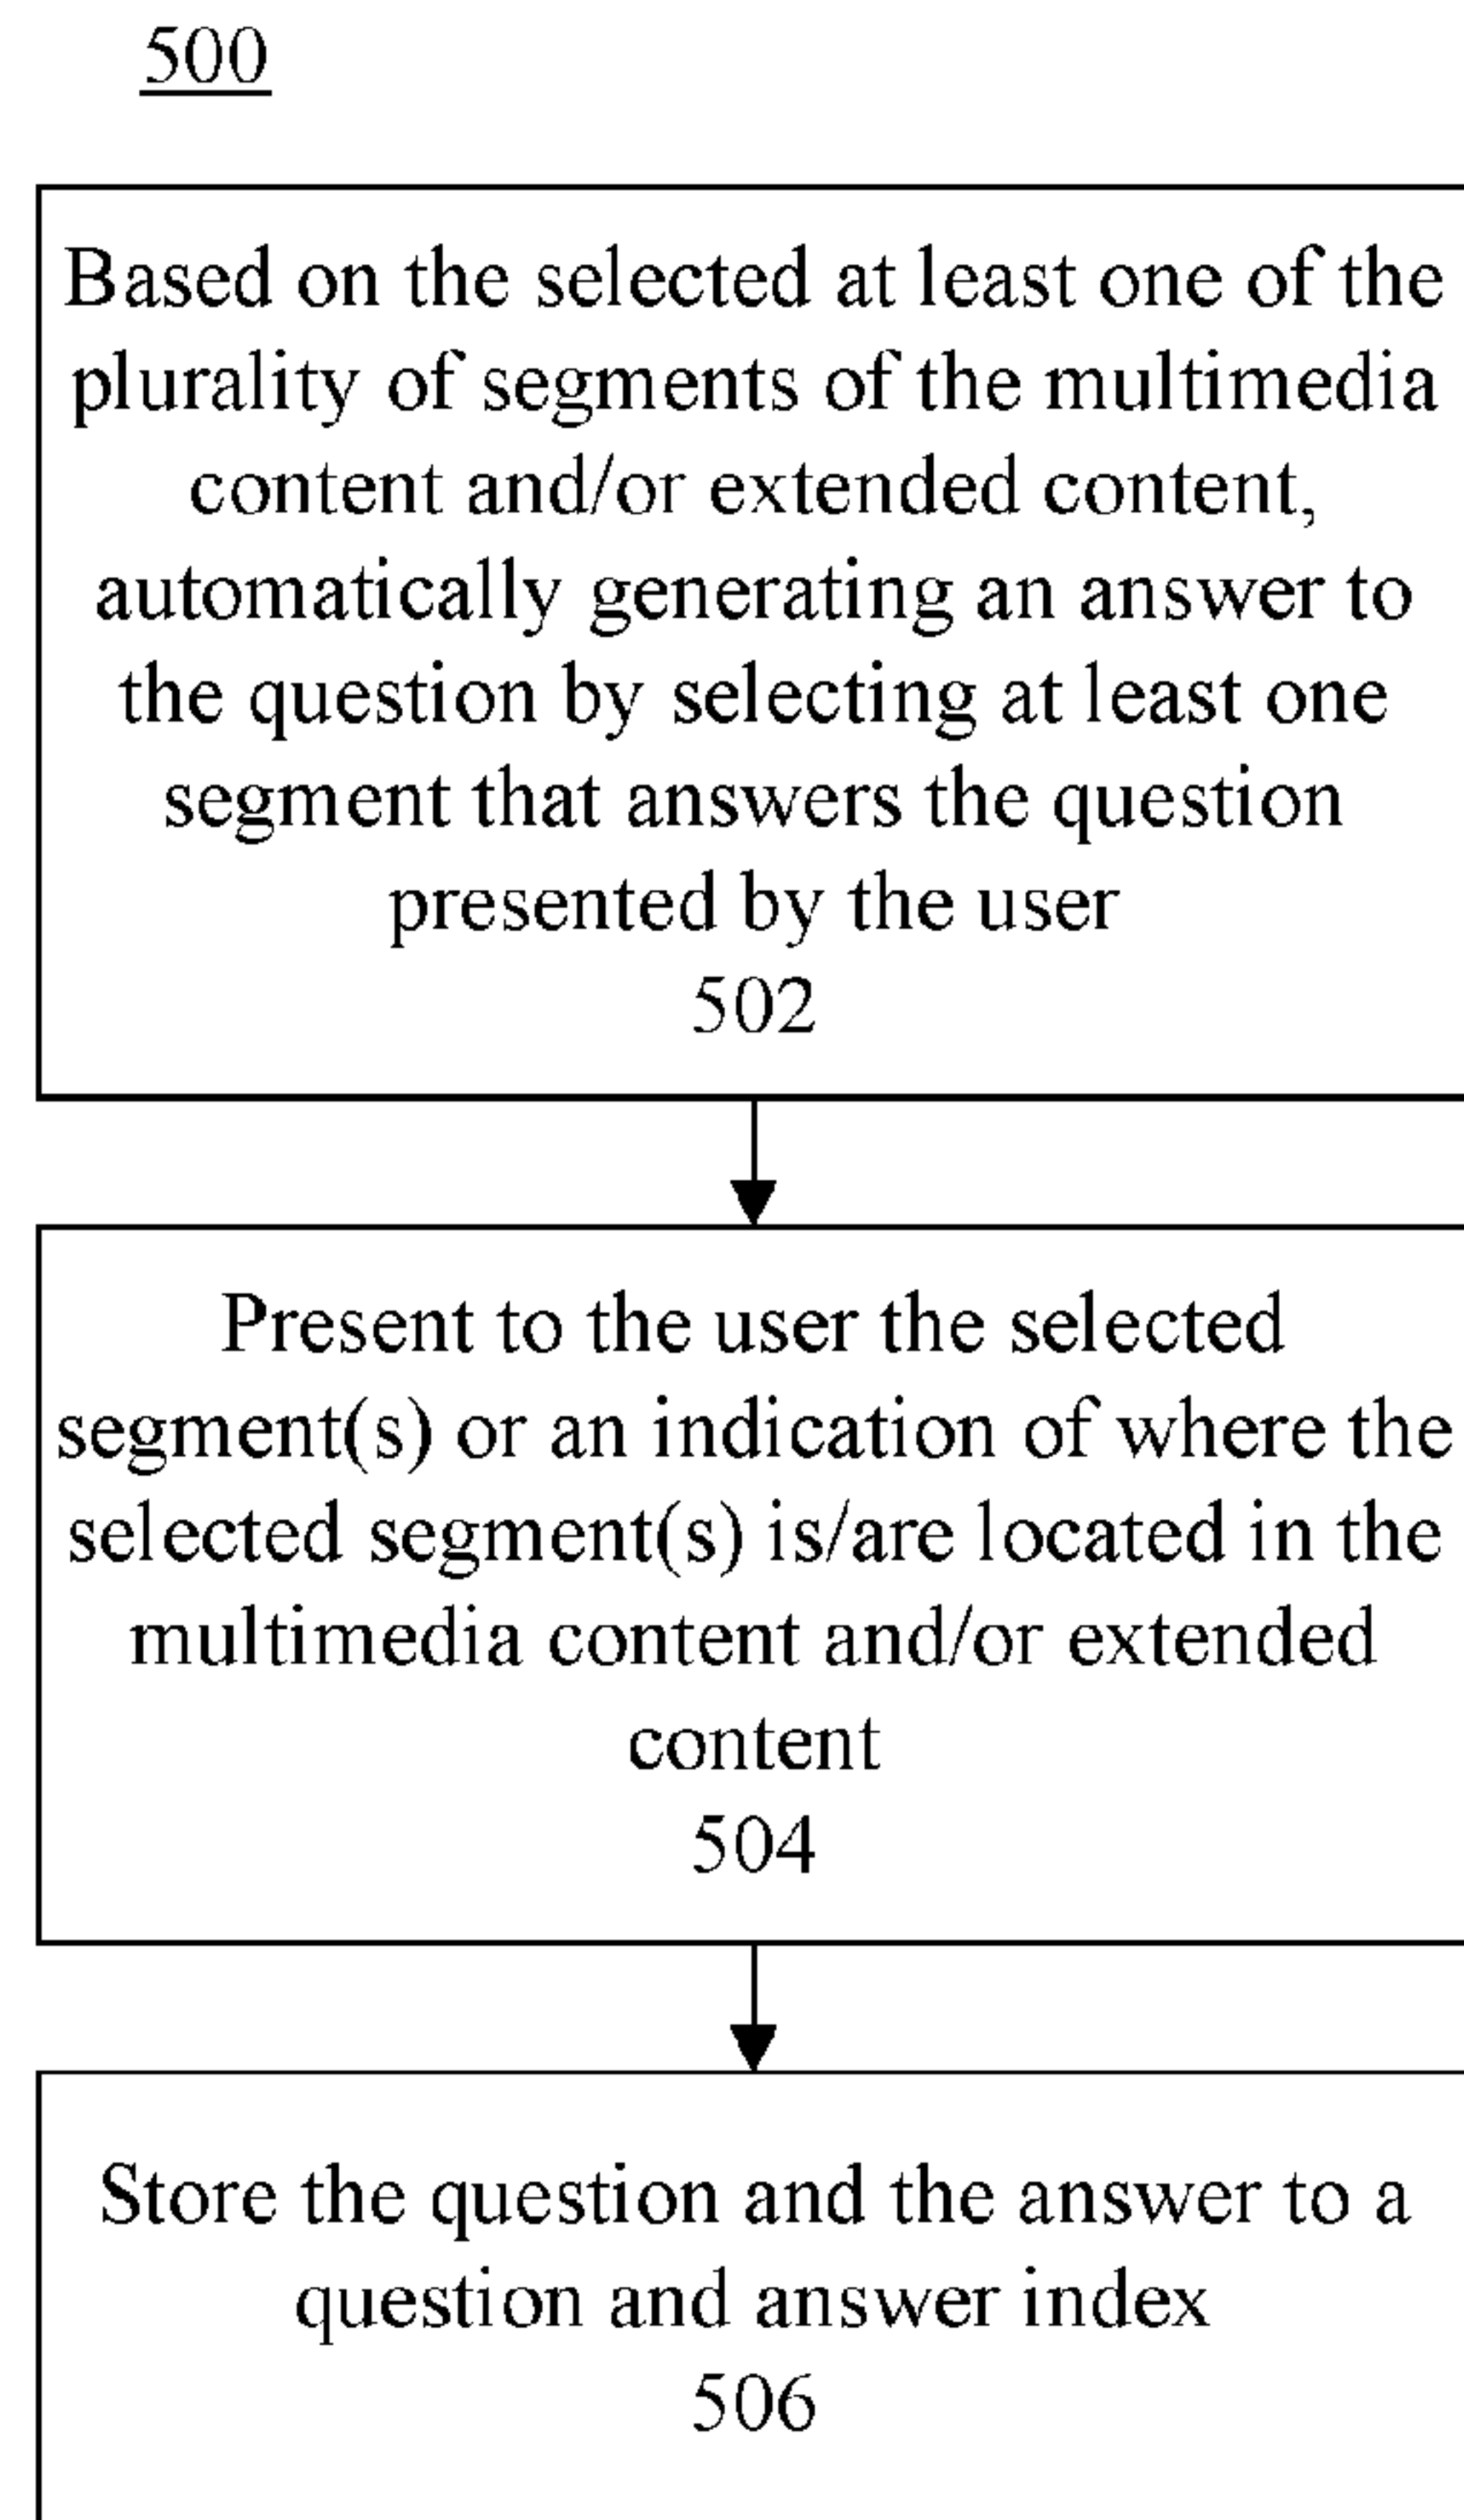 500
Based on the selected at least one of the
plurality of segments of the multimedia
content and/or extended content,
automatically generating an answer to
the question by selecting at least one
segment that answers the question
presented by the user
502
Present to the user the selected
segment(s) or an indication of where the
selected segment(s) is/are located in the
multimedia content and/or extended
content
504
Store the question and the answer to a
question and answer index
506